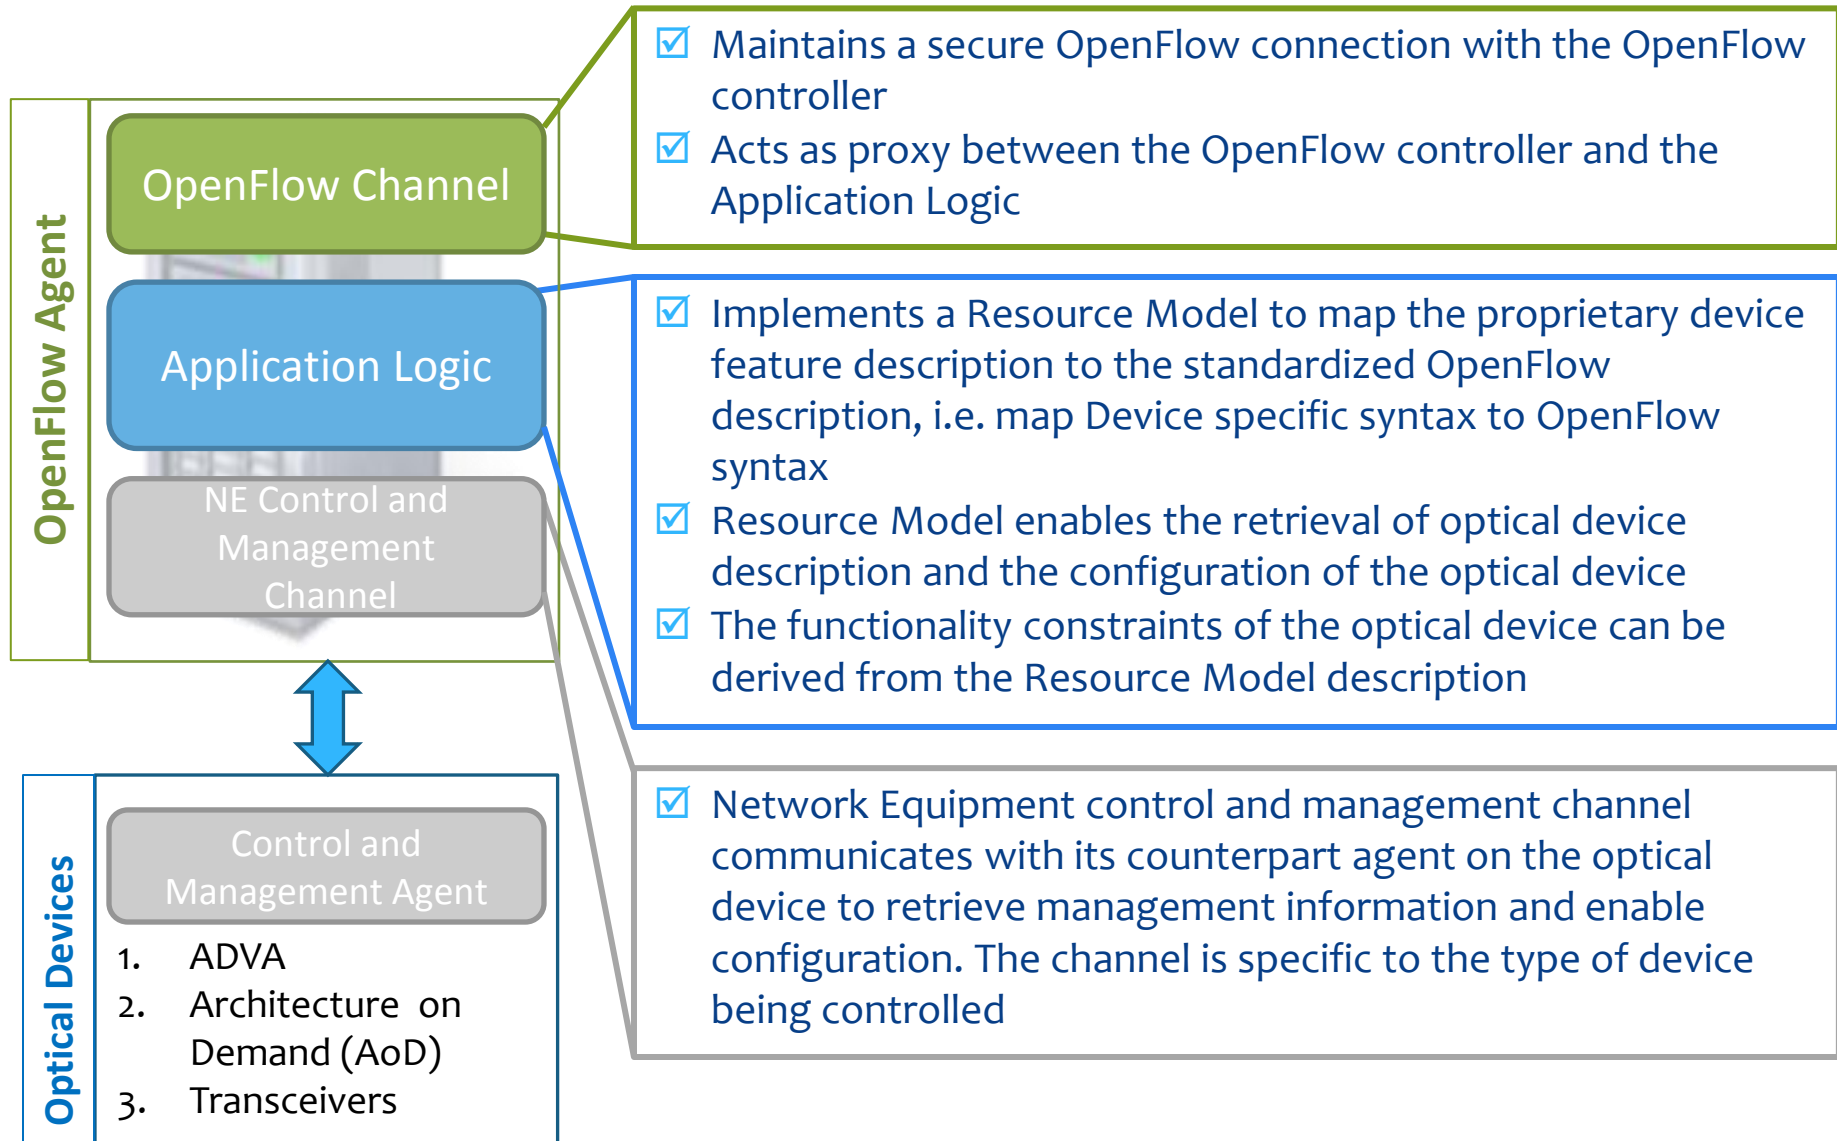 OpenFlow Agent
OpenFlow Channel
Application Logic
NE Control and
Management
Channel
Maintains a secure OpenFlow connection with the OpenFlow
controller
Acts as proxy between the OpenFlow controller and the
Application Logic
Implements a Resource Model to map the proprietary device
feature description to the standardized OpenFlow
description, i.e. map Device specific syntax to OpenFlow
syntax
Resource Model enables the retrieval of optical device
description and the configuration of the optical device
The functionality constraints of the optical device can be
derived from the Resource Model description
Network Equipment control and management channel
communicates with its counterpart agent on the optical
device to retrieve management information and enable
configuration. The channel is specific to the type of device
being controlled
Optical Devices
Control and
Management Agent
1. ADVA
2. Architecture on
Demand (AoD)
3. Transceivers